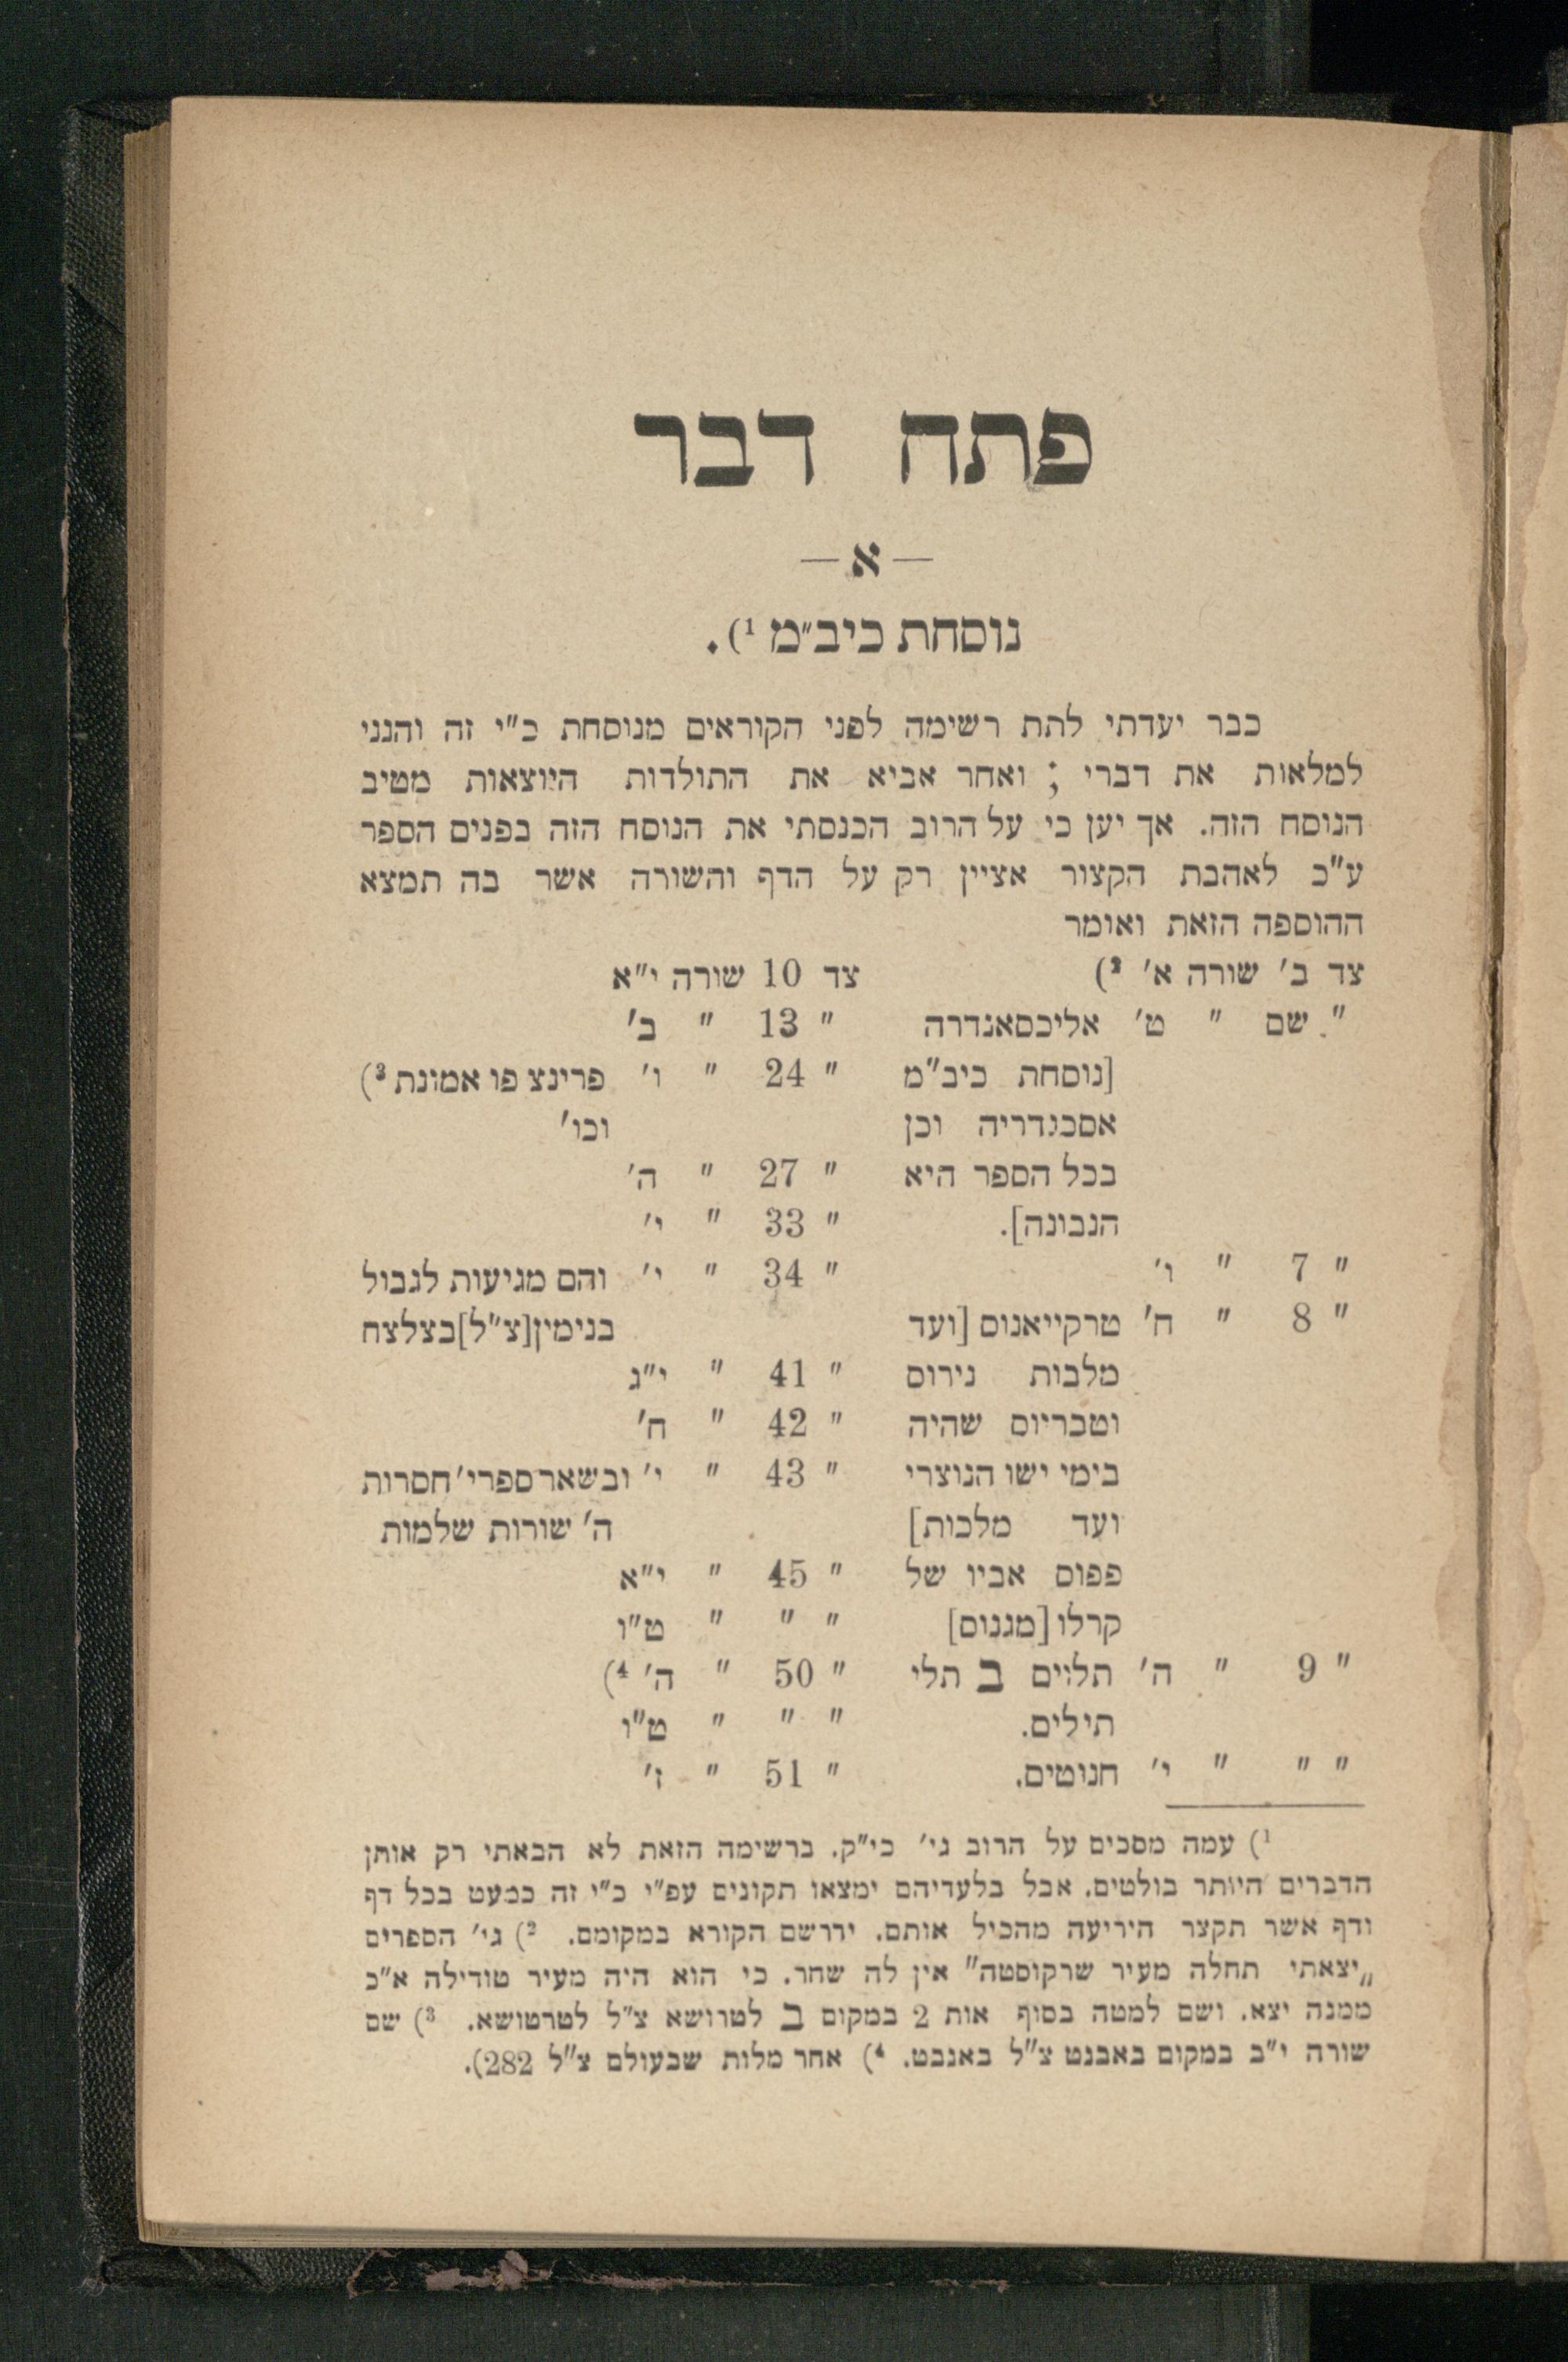 פתח דבר
— א —
נוסחת כיב״מ ¹).
כבר יעדתי לתת רשימה לפני הקוראים מנוסחת כ״י זה והנני
למלאות את דברי ; ואחר אביא את התולדות היוצאות מטיב
הנוסח הזה. אך יען כי על הרוב הכנסתי את הנוסח הזה בפנים הספר
ע״כ לאהבת הקצור אציין רק על הדף והשורה אשר בה תמצא
ההוספה הזאת ואומר
צד ב׳ שורה א׳ ²)
״ שם ״ ט׳ אליכסאנדרה
[נוסחת כיב״מ
אסכנדריה וכן
בכל הספר היא
הנכונה].
״ 7 ״ ו׳
״ 8 ״ ח׳ טרקייאנוס [ועד
מלכות נירוס
וטבריוס שהיה
בימי ישו הנוצרי
ועד מלכות]
פפוס אביו של
קרלו [מגנוס]
״ 9 ״ ה׳ תלוים ב תלי
תילים.
״ ״ ״ י׳ חנוטים.
צד 10 שורה י״א
״ 13 ״ ב׳
״ 24 ״ ו׳ פרינצפו אמונת ³)
וכו׳
״ 27 ״ ה׳
״ 33 ״ י׳
״ 34 ״ י׳ והם מגיעות לגבול
בנימין [צ״ל] בצלצח
״ 41 ״ י״ג
״ 42 ״ ח׳
״ 43 ״ י׳ ובשאר ספרי׳ חסרות
ה׳ שורות שלמות
״ 45 ״ י״א
״ ״ ״ ט״ו
״ 50 ״ ה׳ ⁴)
״ ״ ״ ט״ו
״ 51 ״ ז׳
¹) עמה מסכים על הרוב גי׳ כי״ק. ברשימה הזאת לא הבאתי רק אותן
הדברים היותר בולטים. אבל בלעדיהם ימצאו תקונים עפ״י כ״י זה כמעט בכל דף
ודף אשר תקצר היריעה מהכיל אותם. ידרשם הקורא במקומם. ²) גי׳ הספרים
„יצאתי תחלה מעיר שרקוסטה״ אין לה שחר. כי הוא היה מעיר טודילה א״כ
ממנה יצא. ושם למטה בסוף אות 2 במקום ב לטרושא צ״ל לטרטושא. ³) שם
שורה י״ב במקום באבנט צ״ל באנבט. ⁴) אחר מלות שבעולם צ״ל 282).